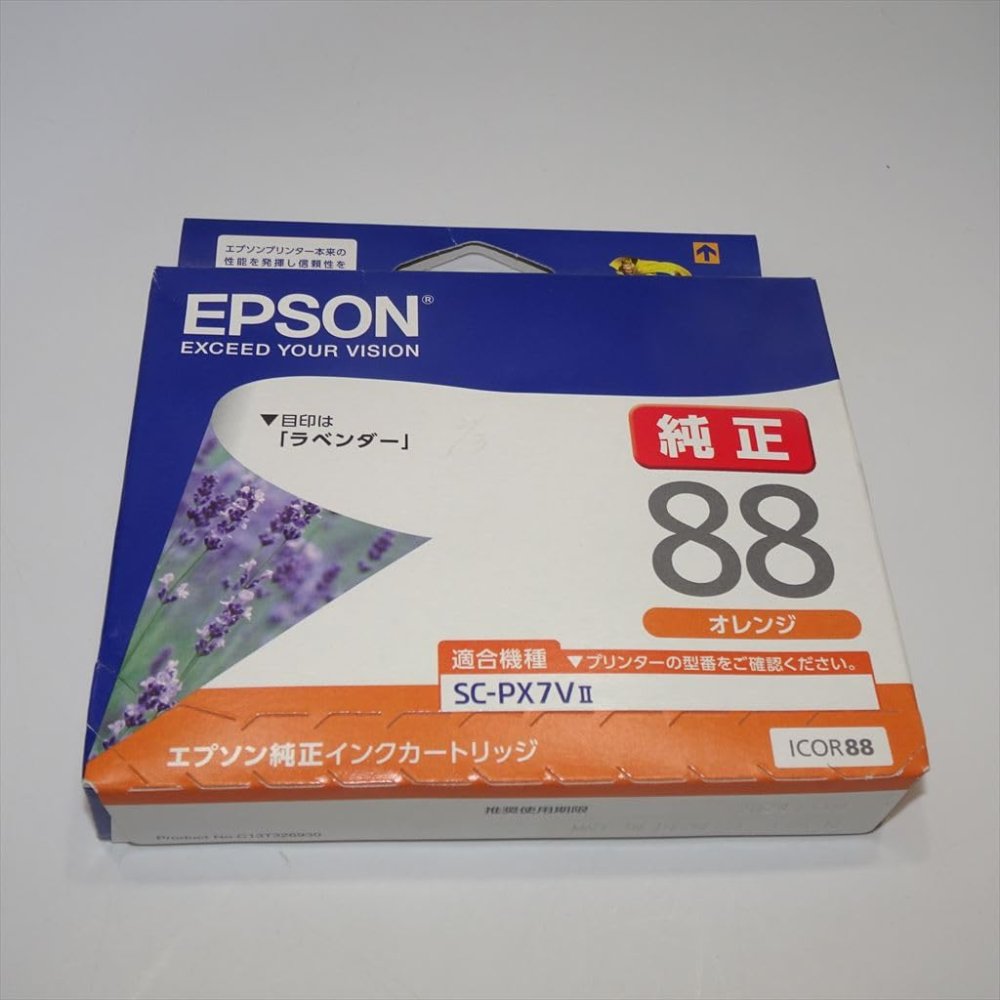 エプソンプリンター本来の
性能を発揮し信頼性を
EPSON®
EXCEED YOUR VISION
▼目印は
「ラベンダー」
純正
88
オレンジ
適合機種 ▼プリンターの型番をご確認ください。
SC-PX7VⅡ
エプソン純正インクカートリッジ
ICOR88
推奨使用期限
Product No.C13T326930